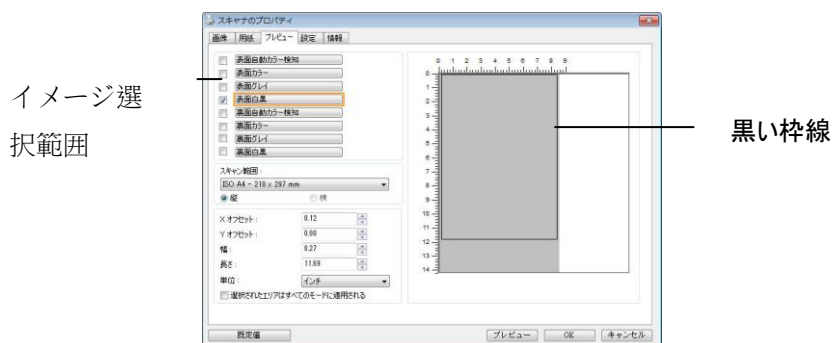 スキャナのプロパティ
画像 用紙 プレビュー 設定 情報
表面自動カラー検知
表面カラー
表面グレイ
表面白黒
裏面自動カラー検知
裏面カラー
裏面グレイ
裏面白黒
イメージ選
択範囲
0 1 2 3 4 5 6 7 8 9
0
1
2
3
4
5
6
7
8
9
10
11
12
13
14
黒い枠線
スキャン範囲:
ISO A4 - 210 x 297 mm
縦 横
X オフセット: 0.12
Y オフセット: 0.00
幅: 8.27
長さ: 11.69
単位: インチ
選択されたエリアはすべてのモードに適用される
既定値 プレビュー OK キャンセル